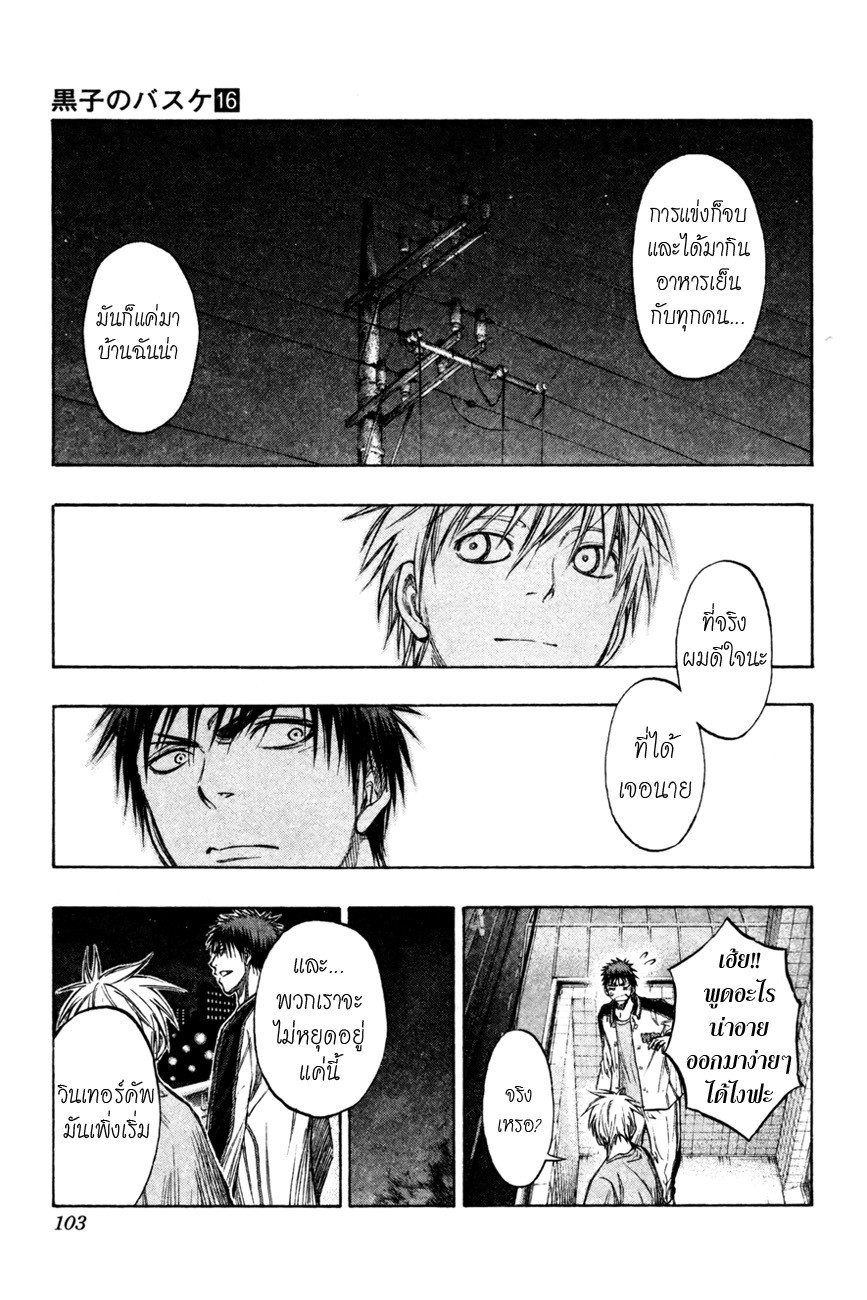 黒子のバスケ16
การแข่งก็จบ
และได้มากิน
อาหารเย็น
กับทุกคน...
มันก็แค่มา
บ้านฉันน่า
ที่จริง
ผมดีใจนะ
ที่ได้
เจอนาย
เฮ้ย!!
พูดอะไร
น่าอาย
ออกมาง่ายๆ
ได้ไงฟะ
จริง
เหรอ?
และ...
พวกเราจะ
ไม่หยุดอยู่
แค่นี้
วินเทอร์คัพ
มันเพิ่งเริ่ม
103